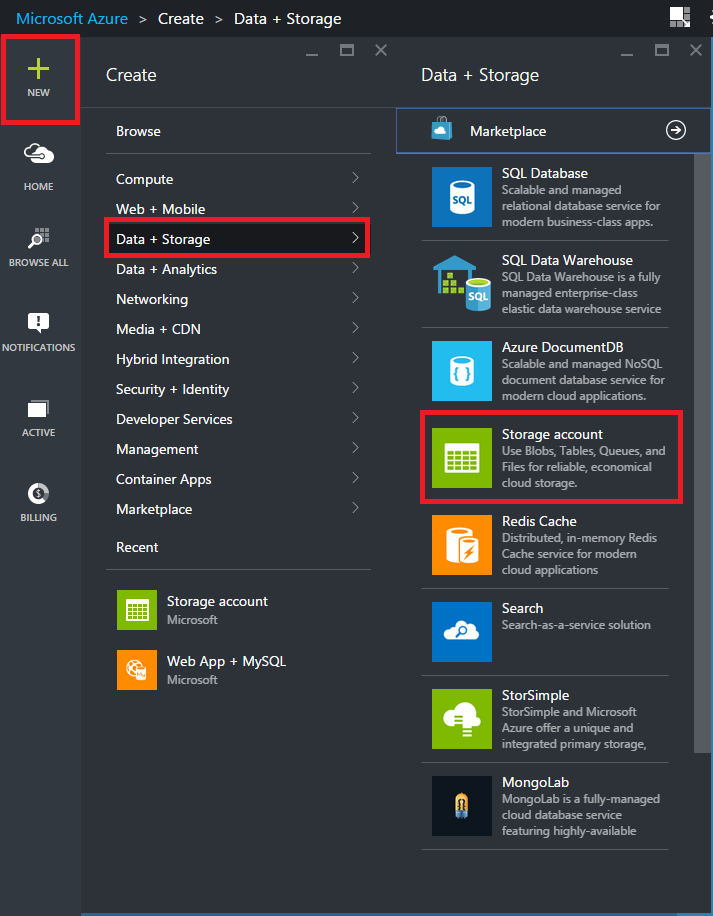 Microsoft Azure > Create > Data + Storage
NEW
HOME
BROWSE ALL
NOTIFICATIONS
ACTIVE
BILLING
Create
Browse
Compute
Web + Mobile
Data + Storage
Data + Analytics
Networking
Media + CDN
Hybrid Integration
Security + Identity
Developer Services
Management
Container Apps
Marketplace
Recent
Storage account
Microsoft
Web App + MySQL
Microsoft
Data + Storage
Marketplace
SQL
SQL Database
Scalable and managed
relational database service for
modern business-class apps.
SQL
SQL Data Warehouse
SQL Data Warehouse is a fully
managed enterprise-class
elastic data warehouse service
Azure DocumentDB
Scalable and managed NoSQL
document database service for
modern cloud applications.
Storage account
Use Blobs, Tables, Queues, and
Files for reliable, economical
cloud storage.
Redis Cache
Distributed, in-memory Redis
Cache service for modern
cloud applications
Search
Search-as-a-service solution
StorSimple
StorSimple and Microsoft
Azure offer a unique and
integrated primary storage,
MongoLab
MongoLab is a fully-managed
cloud database service
featuring highly-available